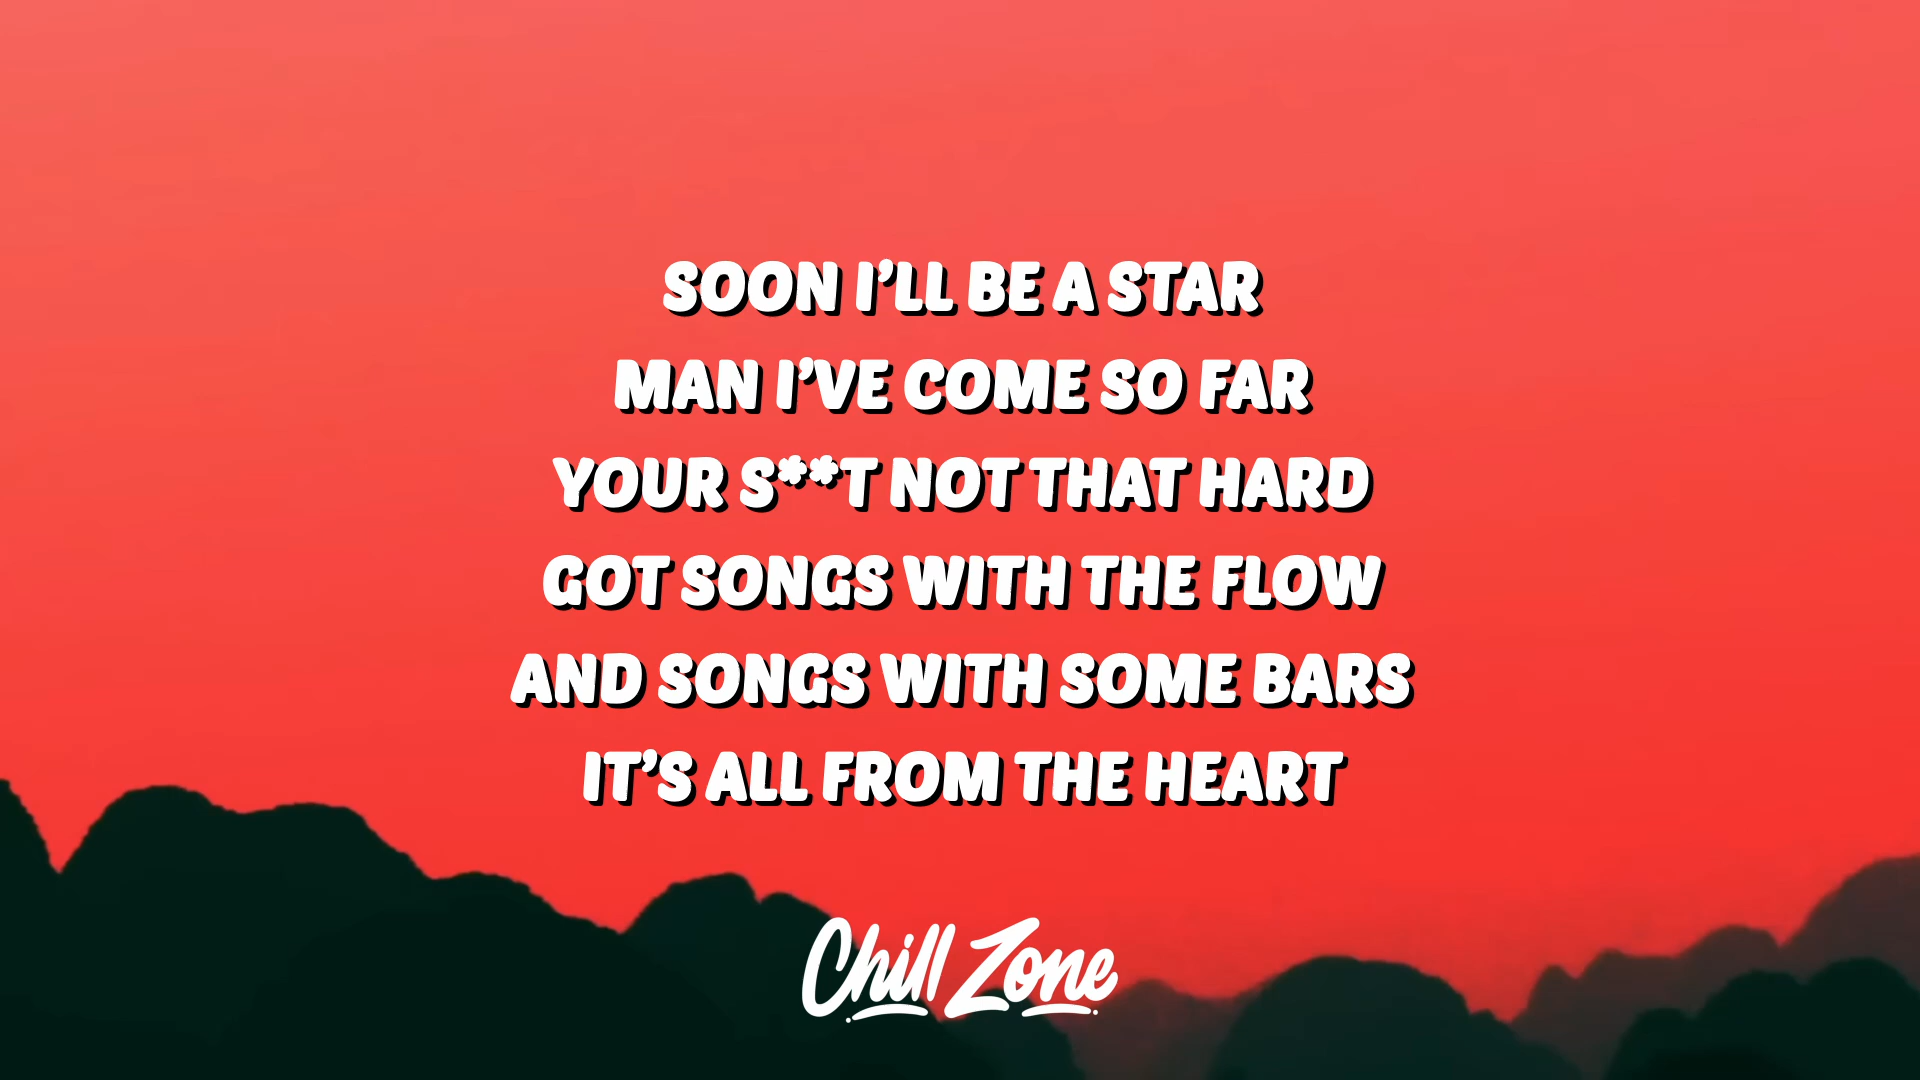 SOON I’LL BE A STAR
MAN I’VE COME SO FAR
YOUR S**T NOT THAT HARD
GOT SONGS WITH THE FLOW
AND SONGS WITH SOME BARS
IT’S ALL FROM THE HEART
Chill Zone